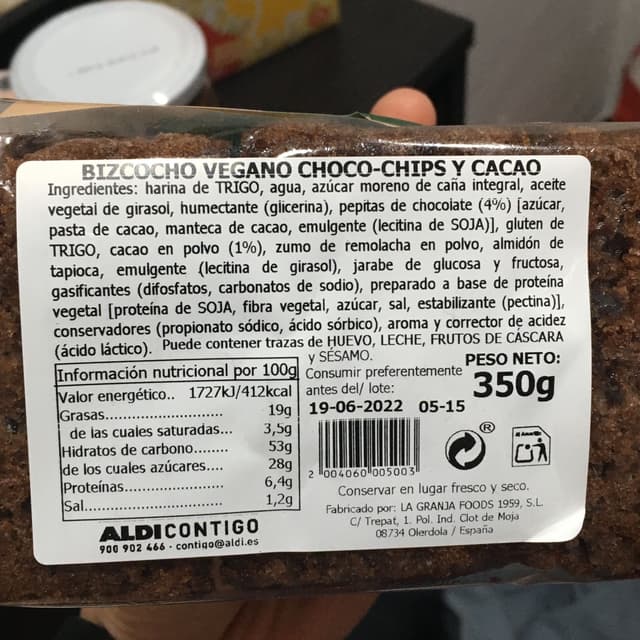 BIZCOCHO VEGANO CHOCO-CHIPS Y CACAO
Ingredientes: harina de TRIGO, agua, azúcar moreno de caña integral, aceite
vegetal de girasol, humectante (glicerina), pepitas de chocolate (4%) [azúcar,
pasta de cacao, manteca de cacao, emulgente (lecitina de SOJA)], gluten de
TRIGO, cacao en polvo (1%), zumo de remolacha en polvo, almidón de
tapioca, emulgente (lecitina de girasol), jarabe de glucosa y fructosa,
gasificantes (difosfatos, carbonatos de sodio), preparado a base de proteína
vegetal [proteína de SOJA, fibra vegetal, azúcar, sal, estabilizante (pectina)],
conservadores (propionato sódico, ácido sórbico), aroma y corrector de acidez
(ácido láctico). Puede contener trazas de HUEVO, LECHE, FRUTOS DE CÁSCARA
y SÉSAMO.
Información nutricional por 100g
Valor energético.. 1727kJ/412kcal
Grasas........................ 19g
de las cuales saturadas... 3,5g
Hidratos de carbono........ 53g
de los cuales azúcares.... 28g
Proteínas..................... 6,4g
Sal............................. 1,2g
Consumir preferentemente
antes del/ lote:
19-06-2022 05-15
PESO NETO:
350g
®
2 004060 005003
Conservar en lugar fresco y seco.
Fabricado por: LA GRANJA FOODS 1959, S.L.
C/ Trepat, 1. Pol. Ind. Clot de Moja
08734 Olerdola / España
ALDI CONTIGO
900 902 466 · contigo@aldi.es